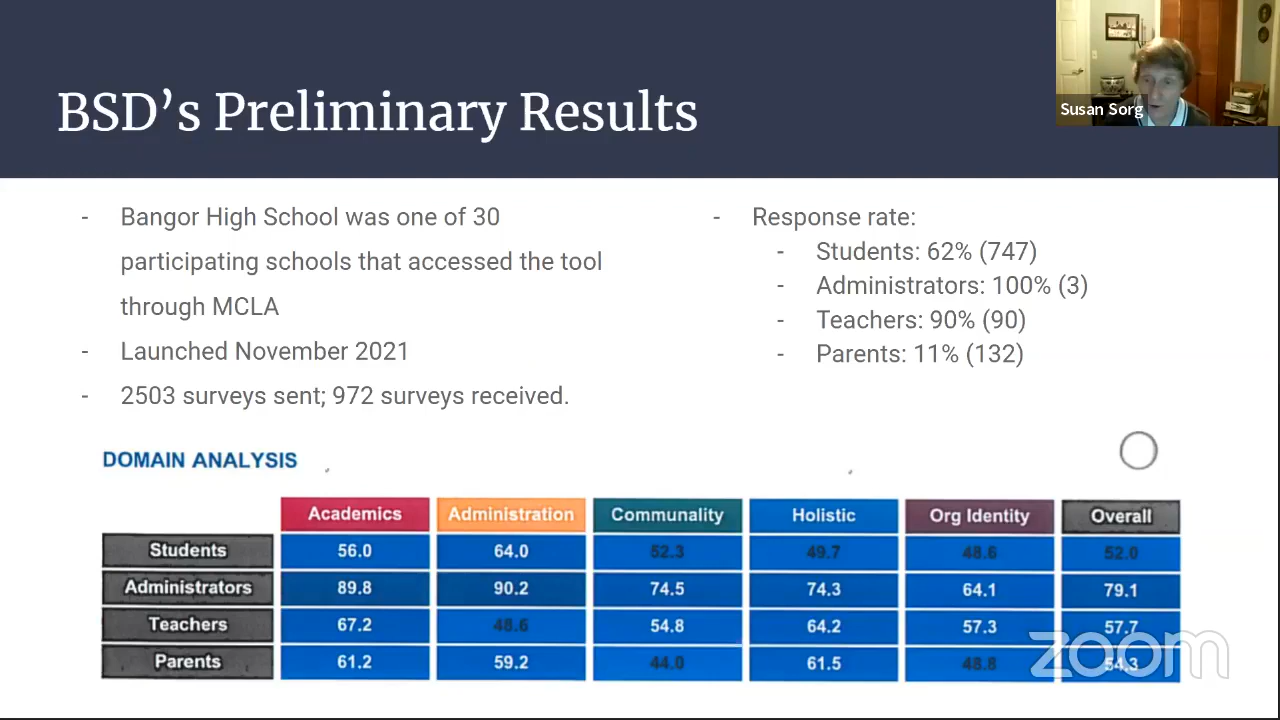 BSD's Preliminary Results
Susan Sorg
- Bangor High School was one of 30
participating schools that accessed the tool
through MCLA
- Launched November 2021
- 2503 surveys sent; 972 surveys received.
- Response rate:
- Students: 62% (747)
- Administrators: 100% (3)
- Teachers: 90% (90)
- Parents: 11% (132)
DOMAIN ANALYSIS
Academics Administration Communality Holistic Org Identity Overall
Students 56.0 64.0 52.3 49.7 48.6 52.0
Administrators 89.8 90.2 74.5 74.3 64.1 79.1
Teachers 67.2 48.6 54.8 64.2 57.3 57.7
Parents 61.2 59.2 44.0 61.5 48.8 54.3
zoom